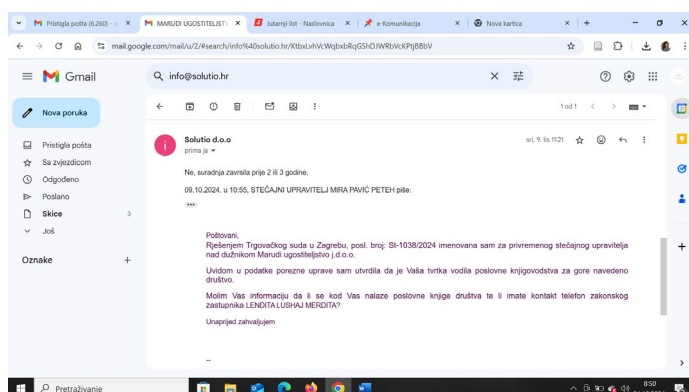 Pristigla pošta (6.260)
MARUDI UGOSTITELJST
Jutarnji list - Naslovnica
e-Komunikacija
Nova kartica
mail.google.com/mail/u/2/#search/info%40solutio.hr/KtbxLvhVcWqbxbRqGShDJWRbVcKPtjBBbV
Gmail
info@solutio.hr
Nova poruka
1 od 1
Pristigla pošta
Sa zvjezdicom
Odgođeno
Poslano
Skice 3
Još
Oznake
Solutio d.o.o
sri, 9. lis 11:21
prima ja
Ne, suradnja zavrsila prije 2 ili 3 godine.
09.10.2024. u 10:55, STEČAJNI UPRAVITELJ MIRA PAVIĆ PETEH piše:
Poštovani,
Rješenjem Trgovačkog suda u Zagrebu, posl. broj: St-1038/2024 imenovana sam za privremenog stečajnog upravitelja
nad dužnikom Marudi ugostiteljstvo j.d.o.o.
Uvidom u podatke porezne uprave sam utvrdila da je Vaša tvrtka vodila poslovne knjigovodstva za gore navedeno
društvo.
Molim Vas informaciju da li se kod Vas nalaze poslovne knjige društva te li imate kontakt telefon zakonskog
zastupnika LENDITA LUSHAJ MERDITA?
Unaprijed zahvaljujem
--
Pretraživanje
8:50